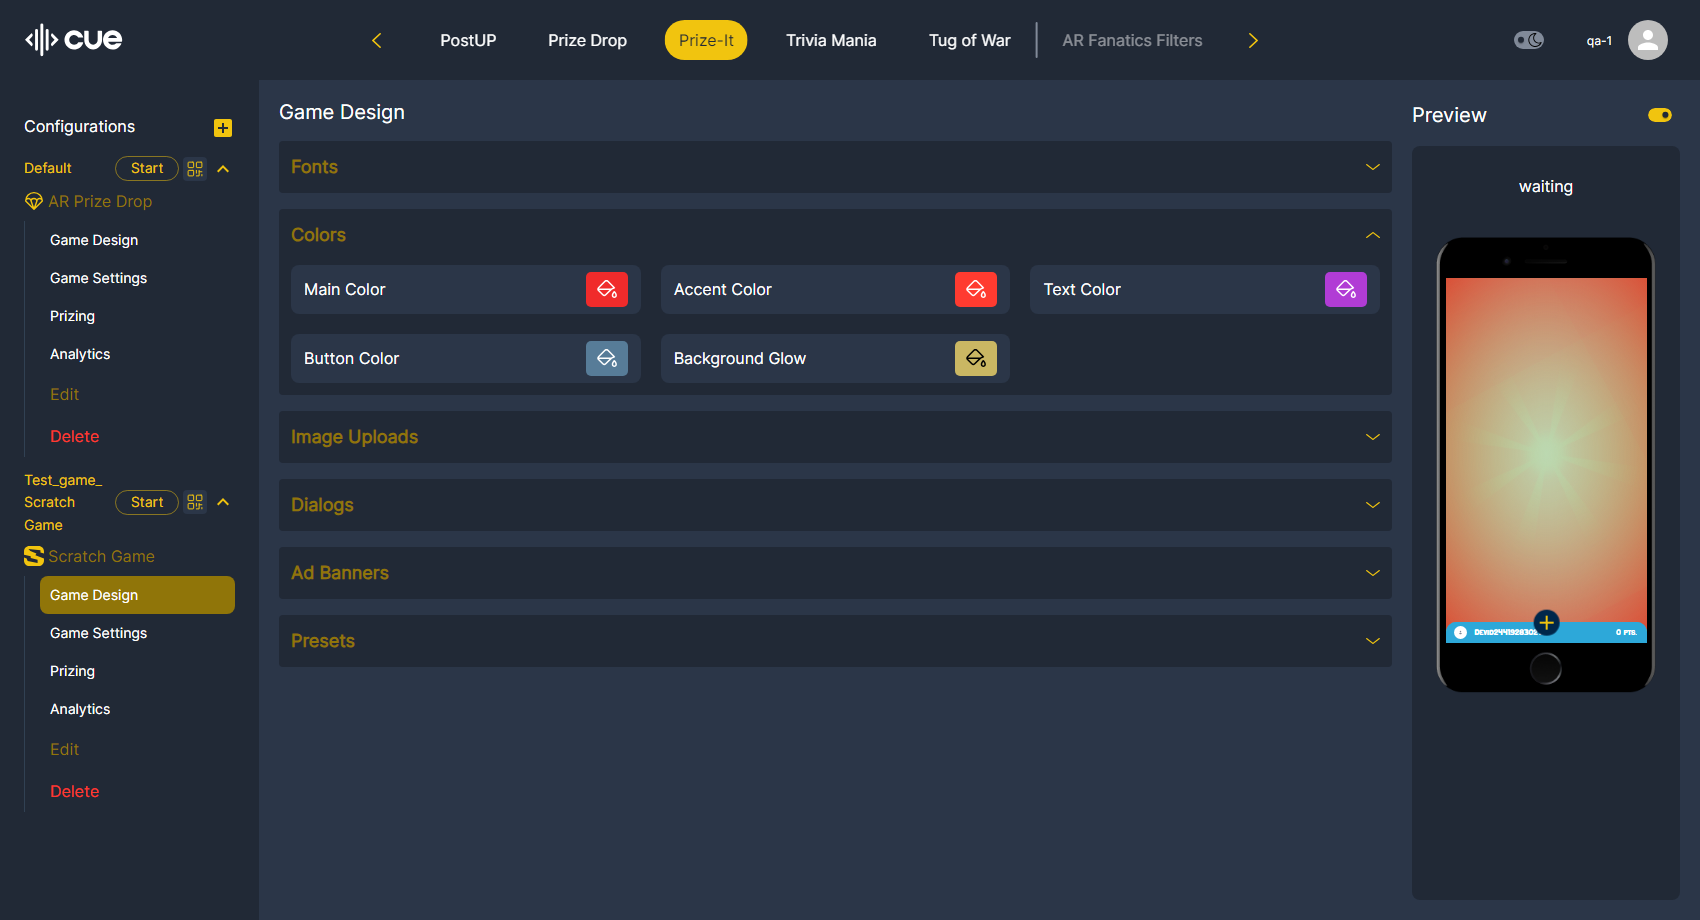 cue
PostUP
Prize Drop
Prize-It
Trivia Mania
Tug of War
AR Fanatics Filters
qa-1
Configurations
Default
Start
AR Prize Drop
Game Design
Game Settings
Prizing
Analytics
Edit
Delete
Test_game_
Scratch
Game
Start
Scratch Game
Game Design
Game Settings
Prizing
Analytics
Edit
Delete
Game Design
Fonts
Colors
Main Color
Accent Color
Text Color
Button Color
Background Glow
Image Uploads
Dialogs
Ad Banners
Presets
Preview
waiting
0 PTS.